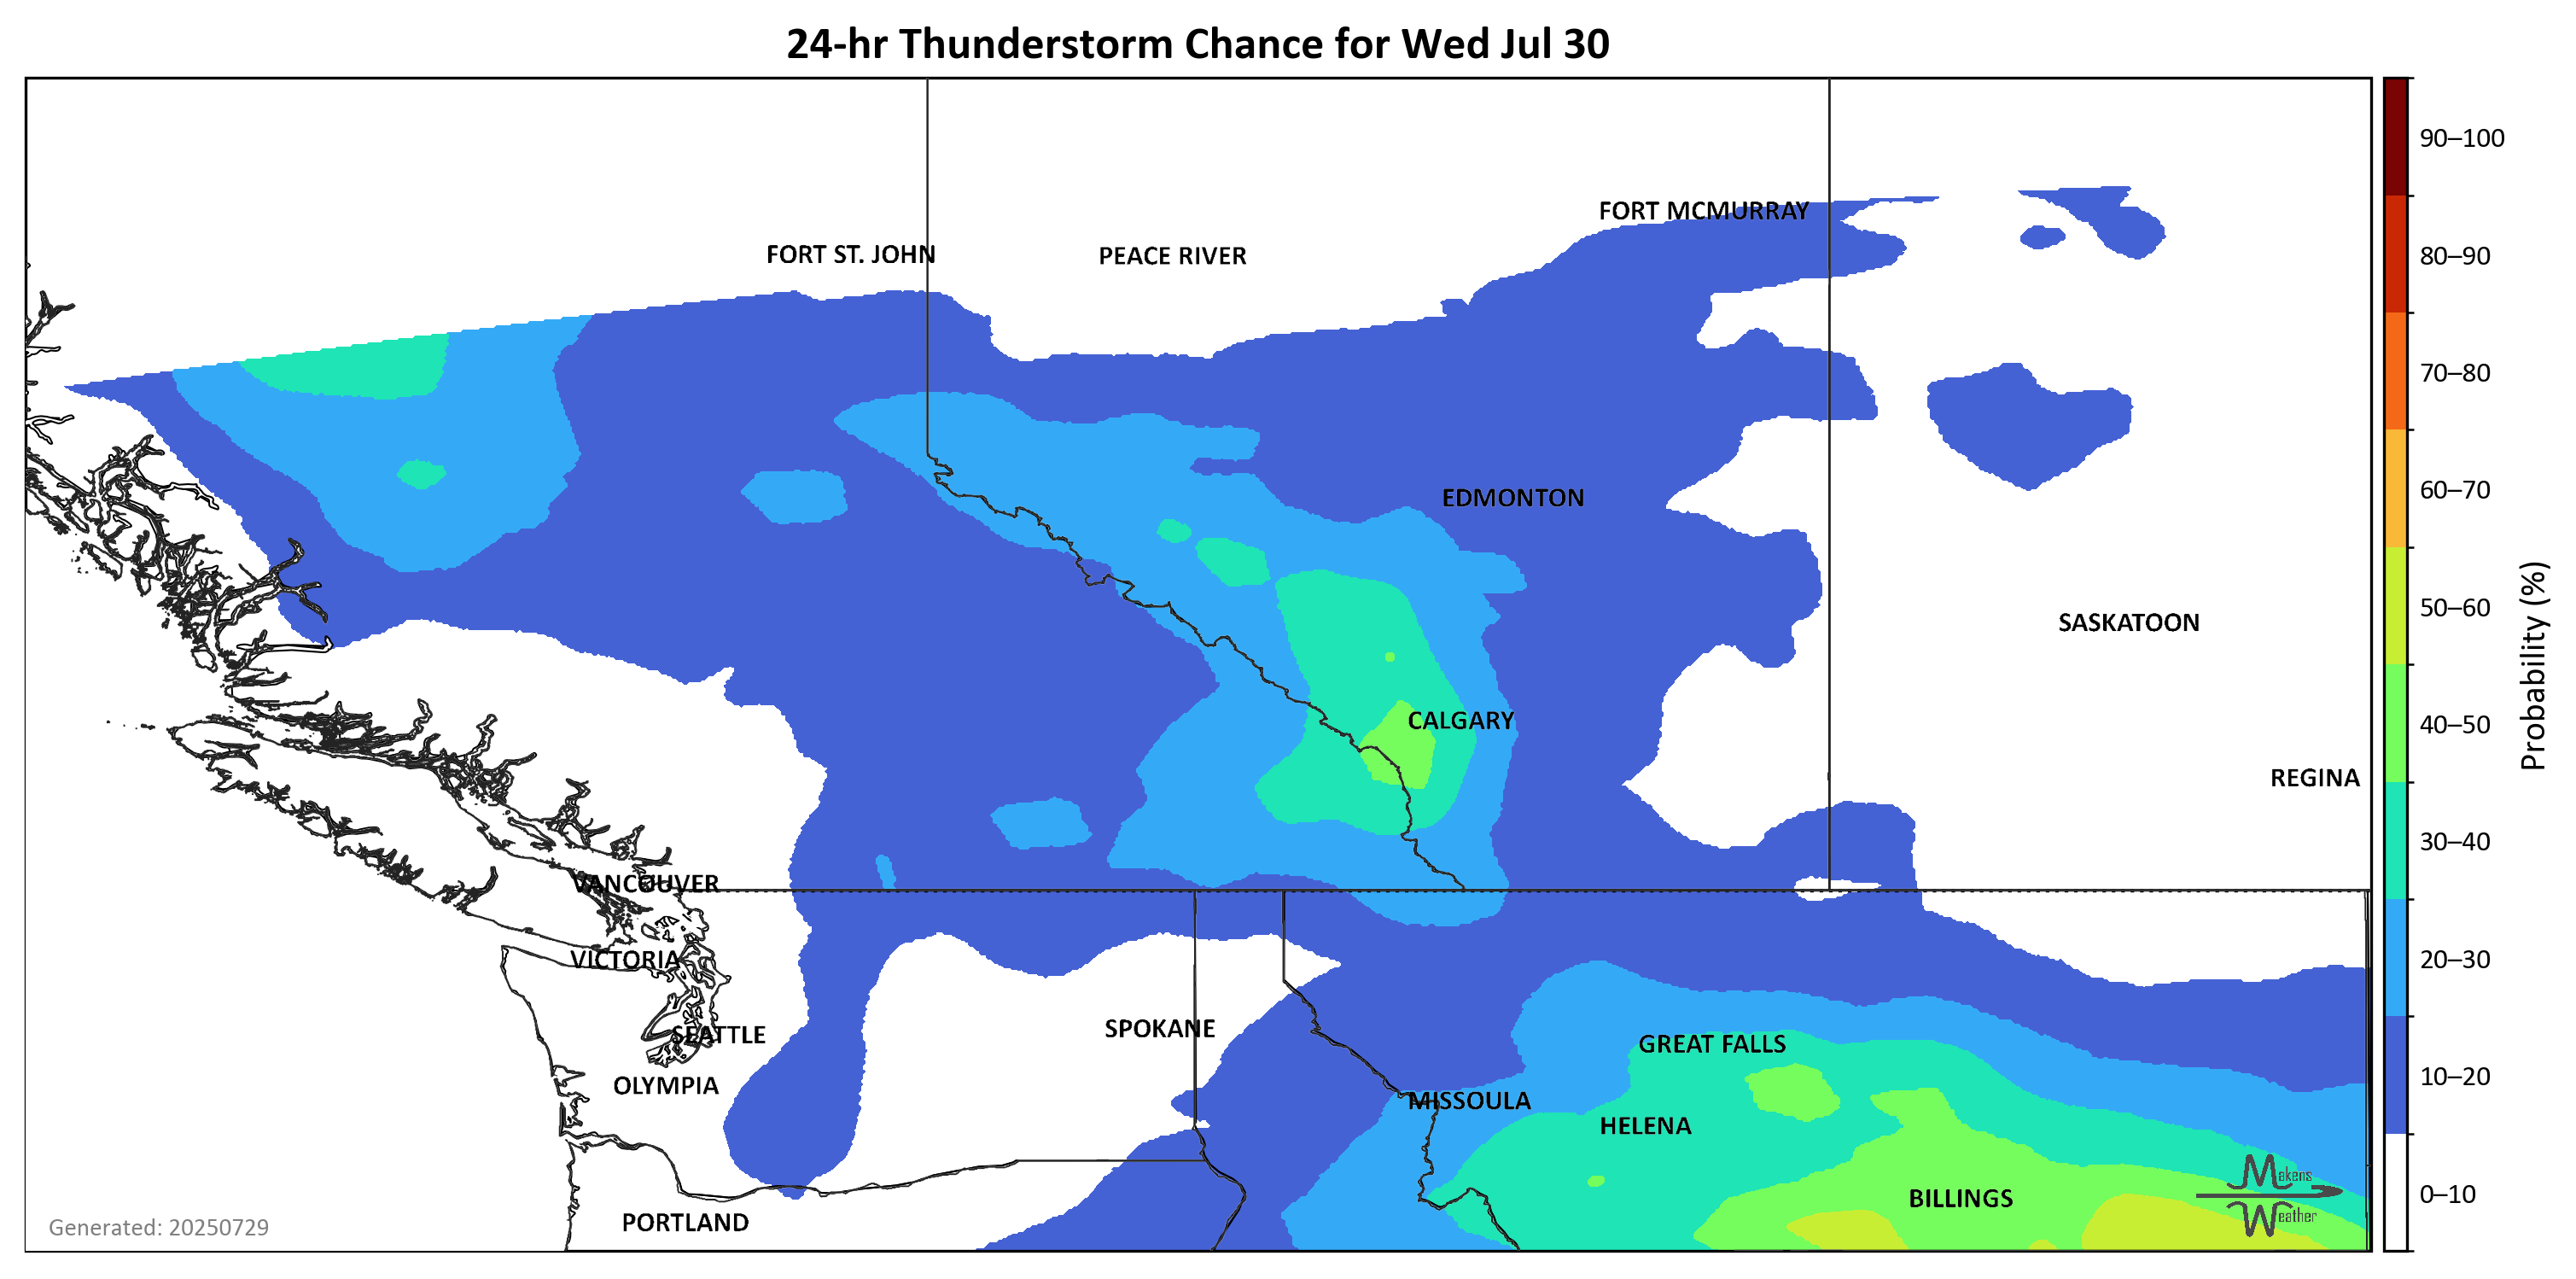 24-hr Thunderstorm Chance for Wed Jul 30
90–100
FORT MCMURRAY
FORT ST. JOHN
PEACE RIVER
80–90
70–80
60–70
EDMONTON
50–60
SASKATOON
Probability (%)
CALGARY
40–50
REGINA
30–40
VANCOUVER
VICTORIA
20–30
SPOKANE
SEATTLE
GREAT FALLS
OLYMPIA
10–20
MISSOULA
HELENA
Makens
BILLINGS
0–10
Weather
PORTLAND
Generated: 20250729